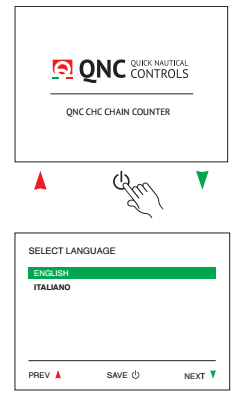 QNC QUICK NAUTICAL CONTROLS
QNC CHC CHAIN COUNTER
SELECT LANGUAGE
ENGLISH
ITALIANO
PREV SAVE NEXT